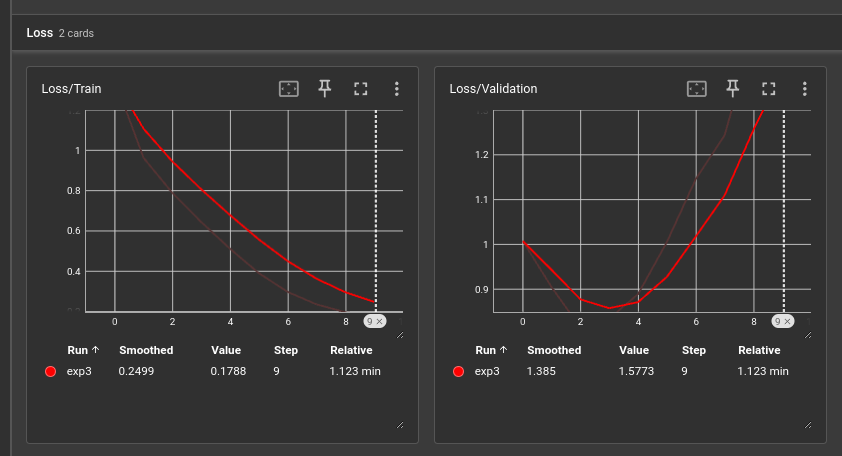 Loss 2 cards
Loss/Train
1
0.8
0.6
0.4
0 2 4 6 8 9
Run Smoothed Value Step Relative
exp3 0.2499 0.1788 9 1.123 min
Loss/Validation
1.2
1.1
1
0.9
0 2 4 6 8 9
Run Smoothed Value Step Relative
exp3 1.385 1.5773 9 1.123 min